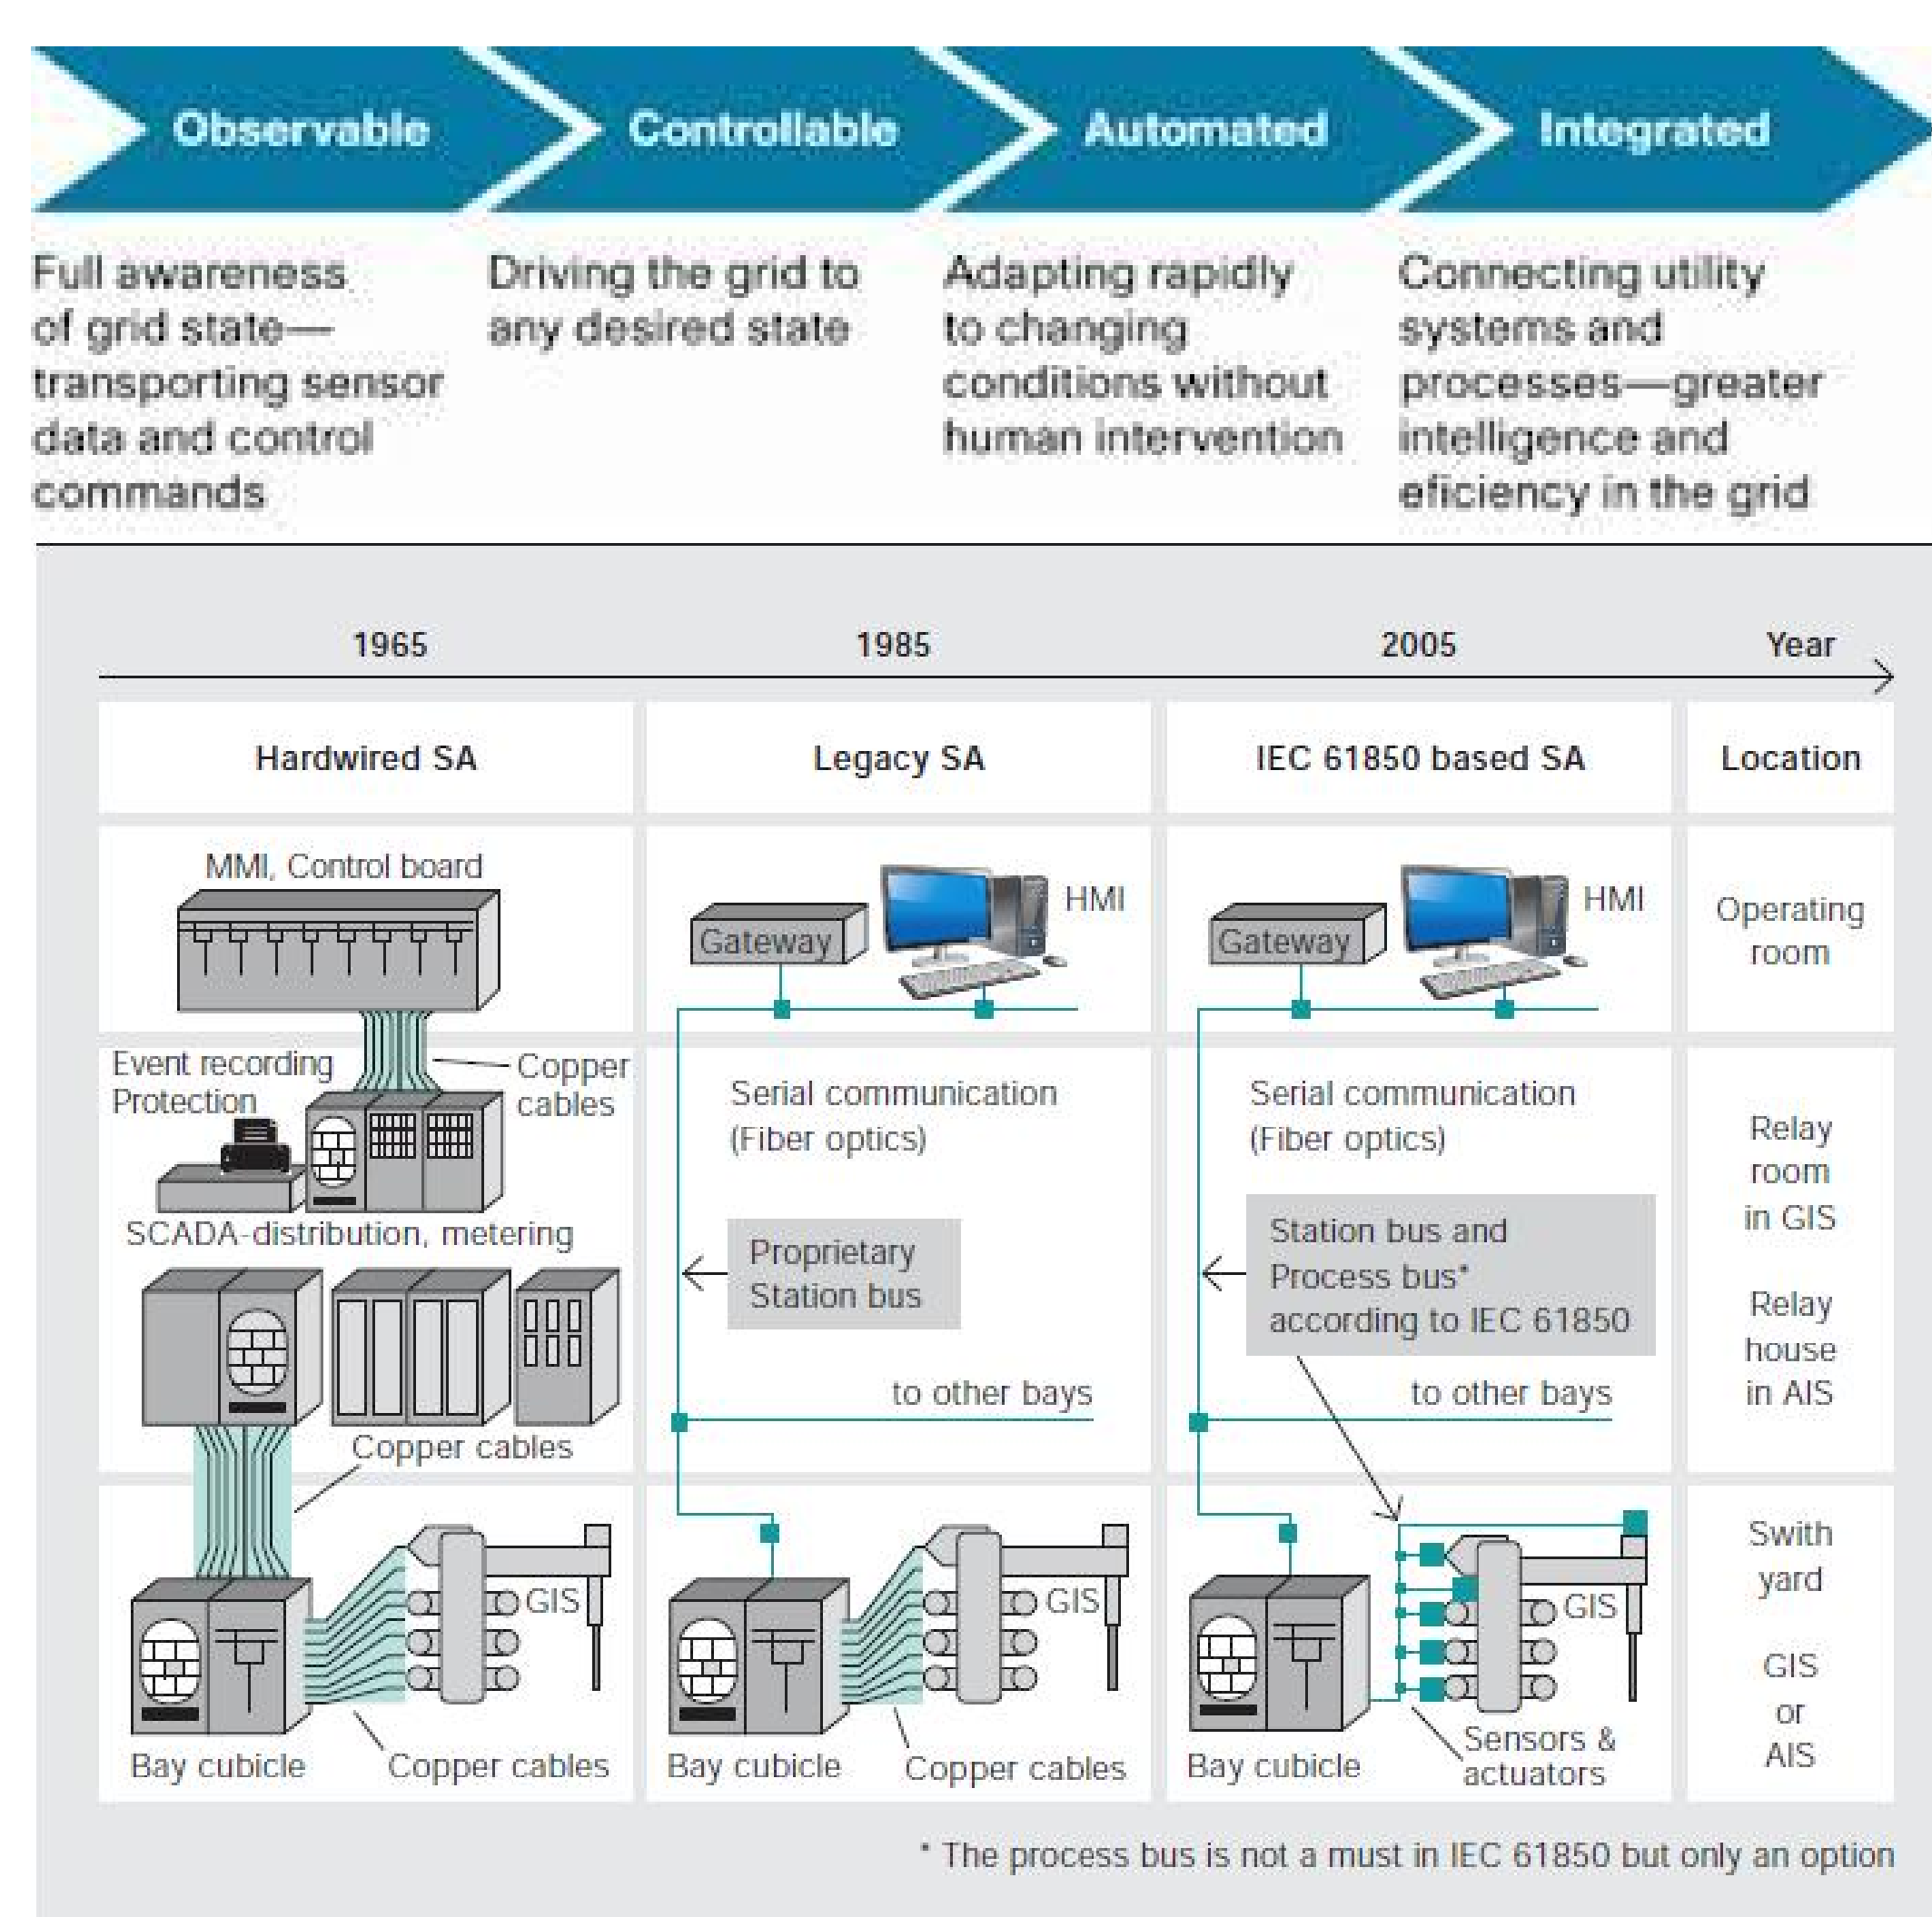 Observable
Controllable
Automated
Integrated
Full awareness
of grid state—
transporting sensor
data and control
commands
Driving the grid to
any desired state
Adapting rapidly
to changing
conditions without
human intervention
Connecting utility
systems and
processes—greater
intelligence and
eficiency in the grid
1965
1985
2005
Year
Hardwired SA
Legacy SA
IEC 61850 based SA
Location
MMI, Control board
Gateway
HMI
Gateway
HMI
Operating
room
Event recording
Protection
Copper
cables
SCADA-distribution, metering
Copper cables
Serial communication
(Fiber optics)
Proprietary
Station bus
to other bays
Serial communication
(Fiber optics)
Station bus and
Process bus*
according to IEC 61850
to other bays
Relay
room
in GIS
Relay
house
in AIS
GIS
Bay cubicle
Copper cables
GIS
Bay cubicle
Copper cables
GIS
Bay cubicle
Sensors &
actuators
Swith
yard
GIS
or
AIS
* The process bus is not a must in IEC 61850 but only an option